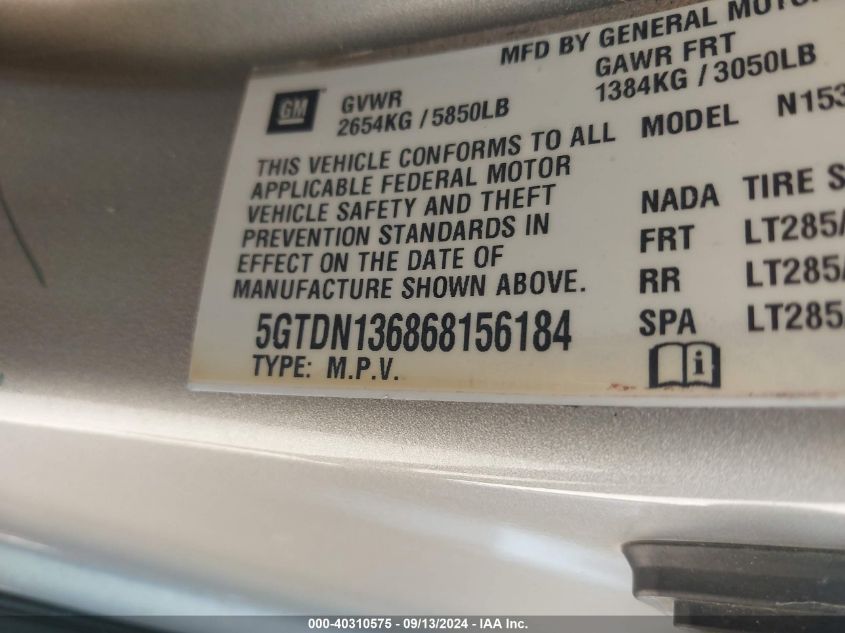 MFD BY GENERAL MOTOR
GM
GVWR
2654KG / 5850LB
GAWR FRT
1384KG / 3050LB
THIS VEHICLE CONFORMS TO ALL
APPLICABLE FEDERAL MOTOR
VEHICLE SAFETY AND THEFT
PREVENTION STANDARDS IN
EFFECT ON THE DATE OF
MANUFACTURE SHOWN ABOVE.
MODEL N153
NADA TIRE S
FRT LT285/
RR LT285/
SPA LT285
5GTDN136868156184
TYPE: M.P.V.
i
000-40310575 - 09/13/2024 - IAA Inc.